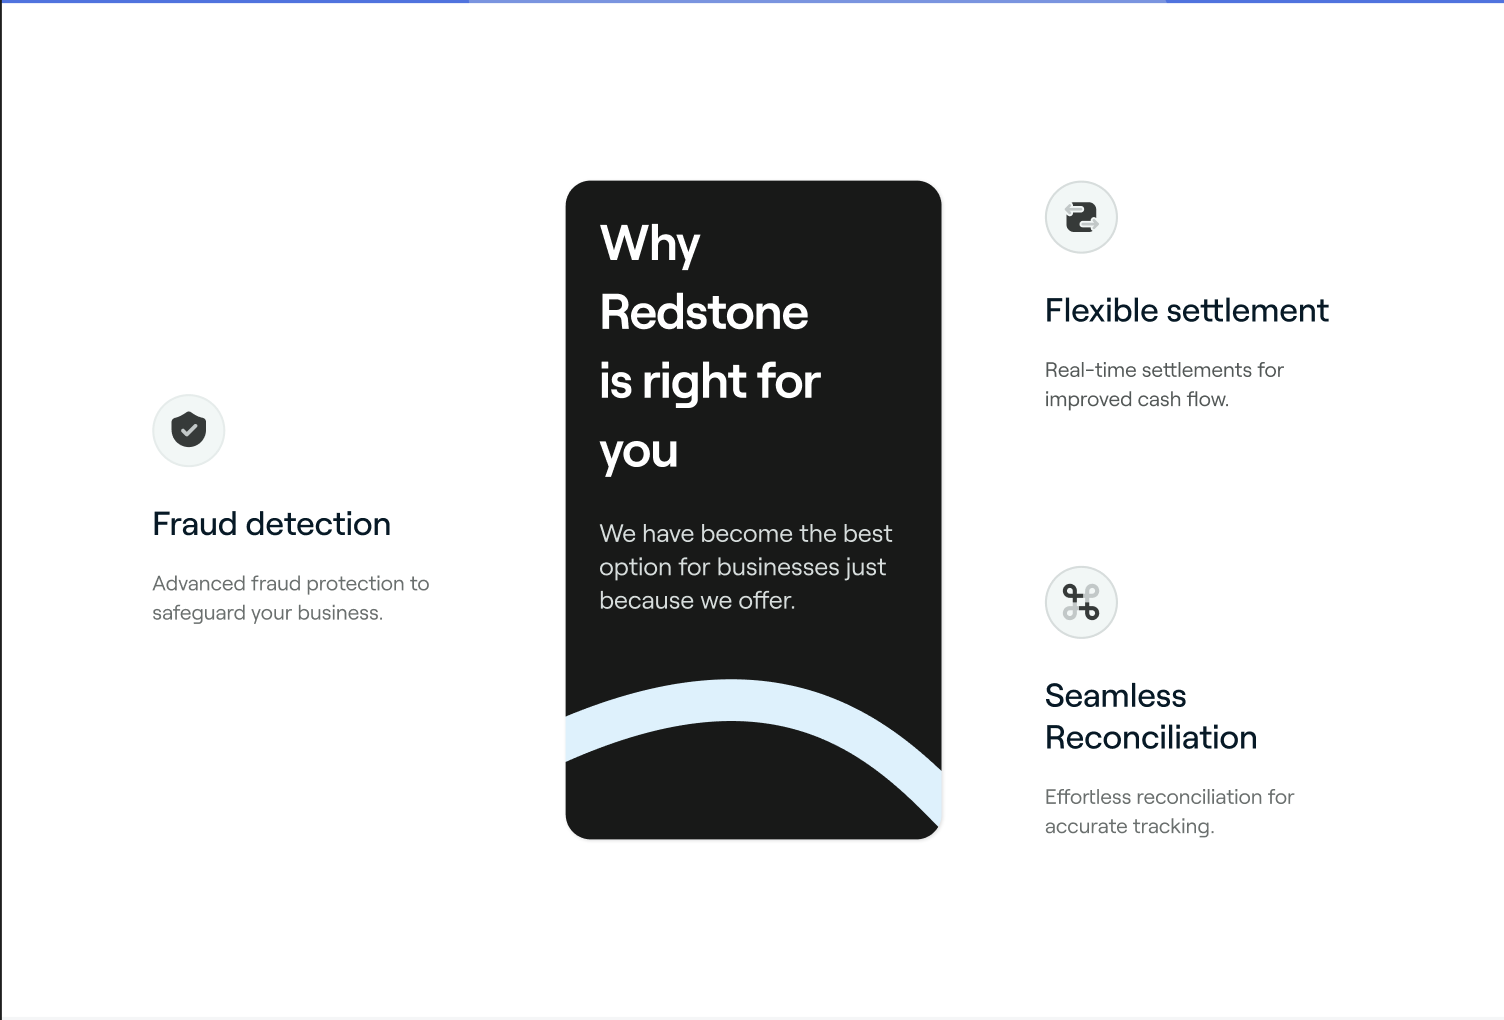 Fraud detection
Advanced fraud protection to
safeguard your business.
Why
Redstone
is right for
you
We have become the best
option for businesses just
because we offer.
Flexible settlement
Real-time settlements for
improved cash flow.
Seamless
Reconciliation
Effortless reconciliation for
accurate tracking.